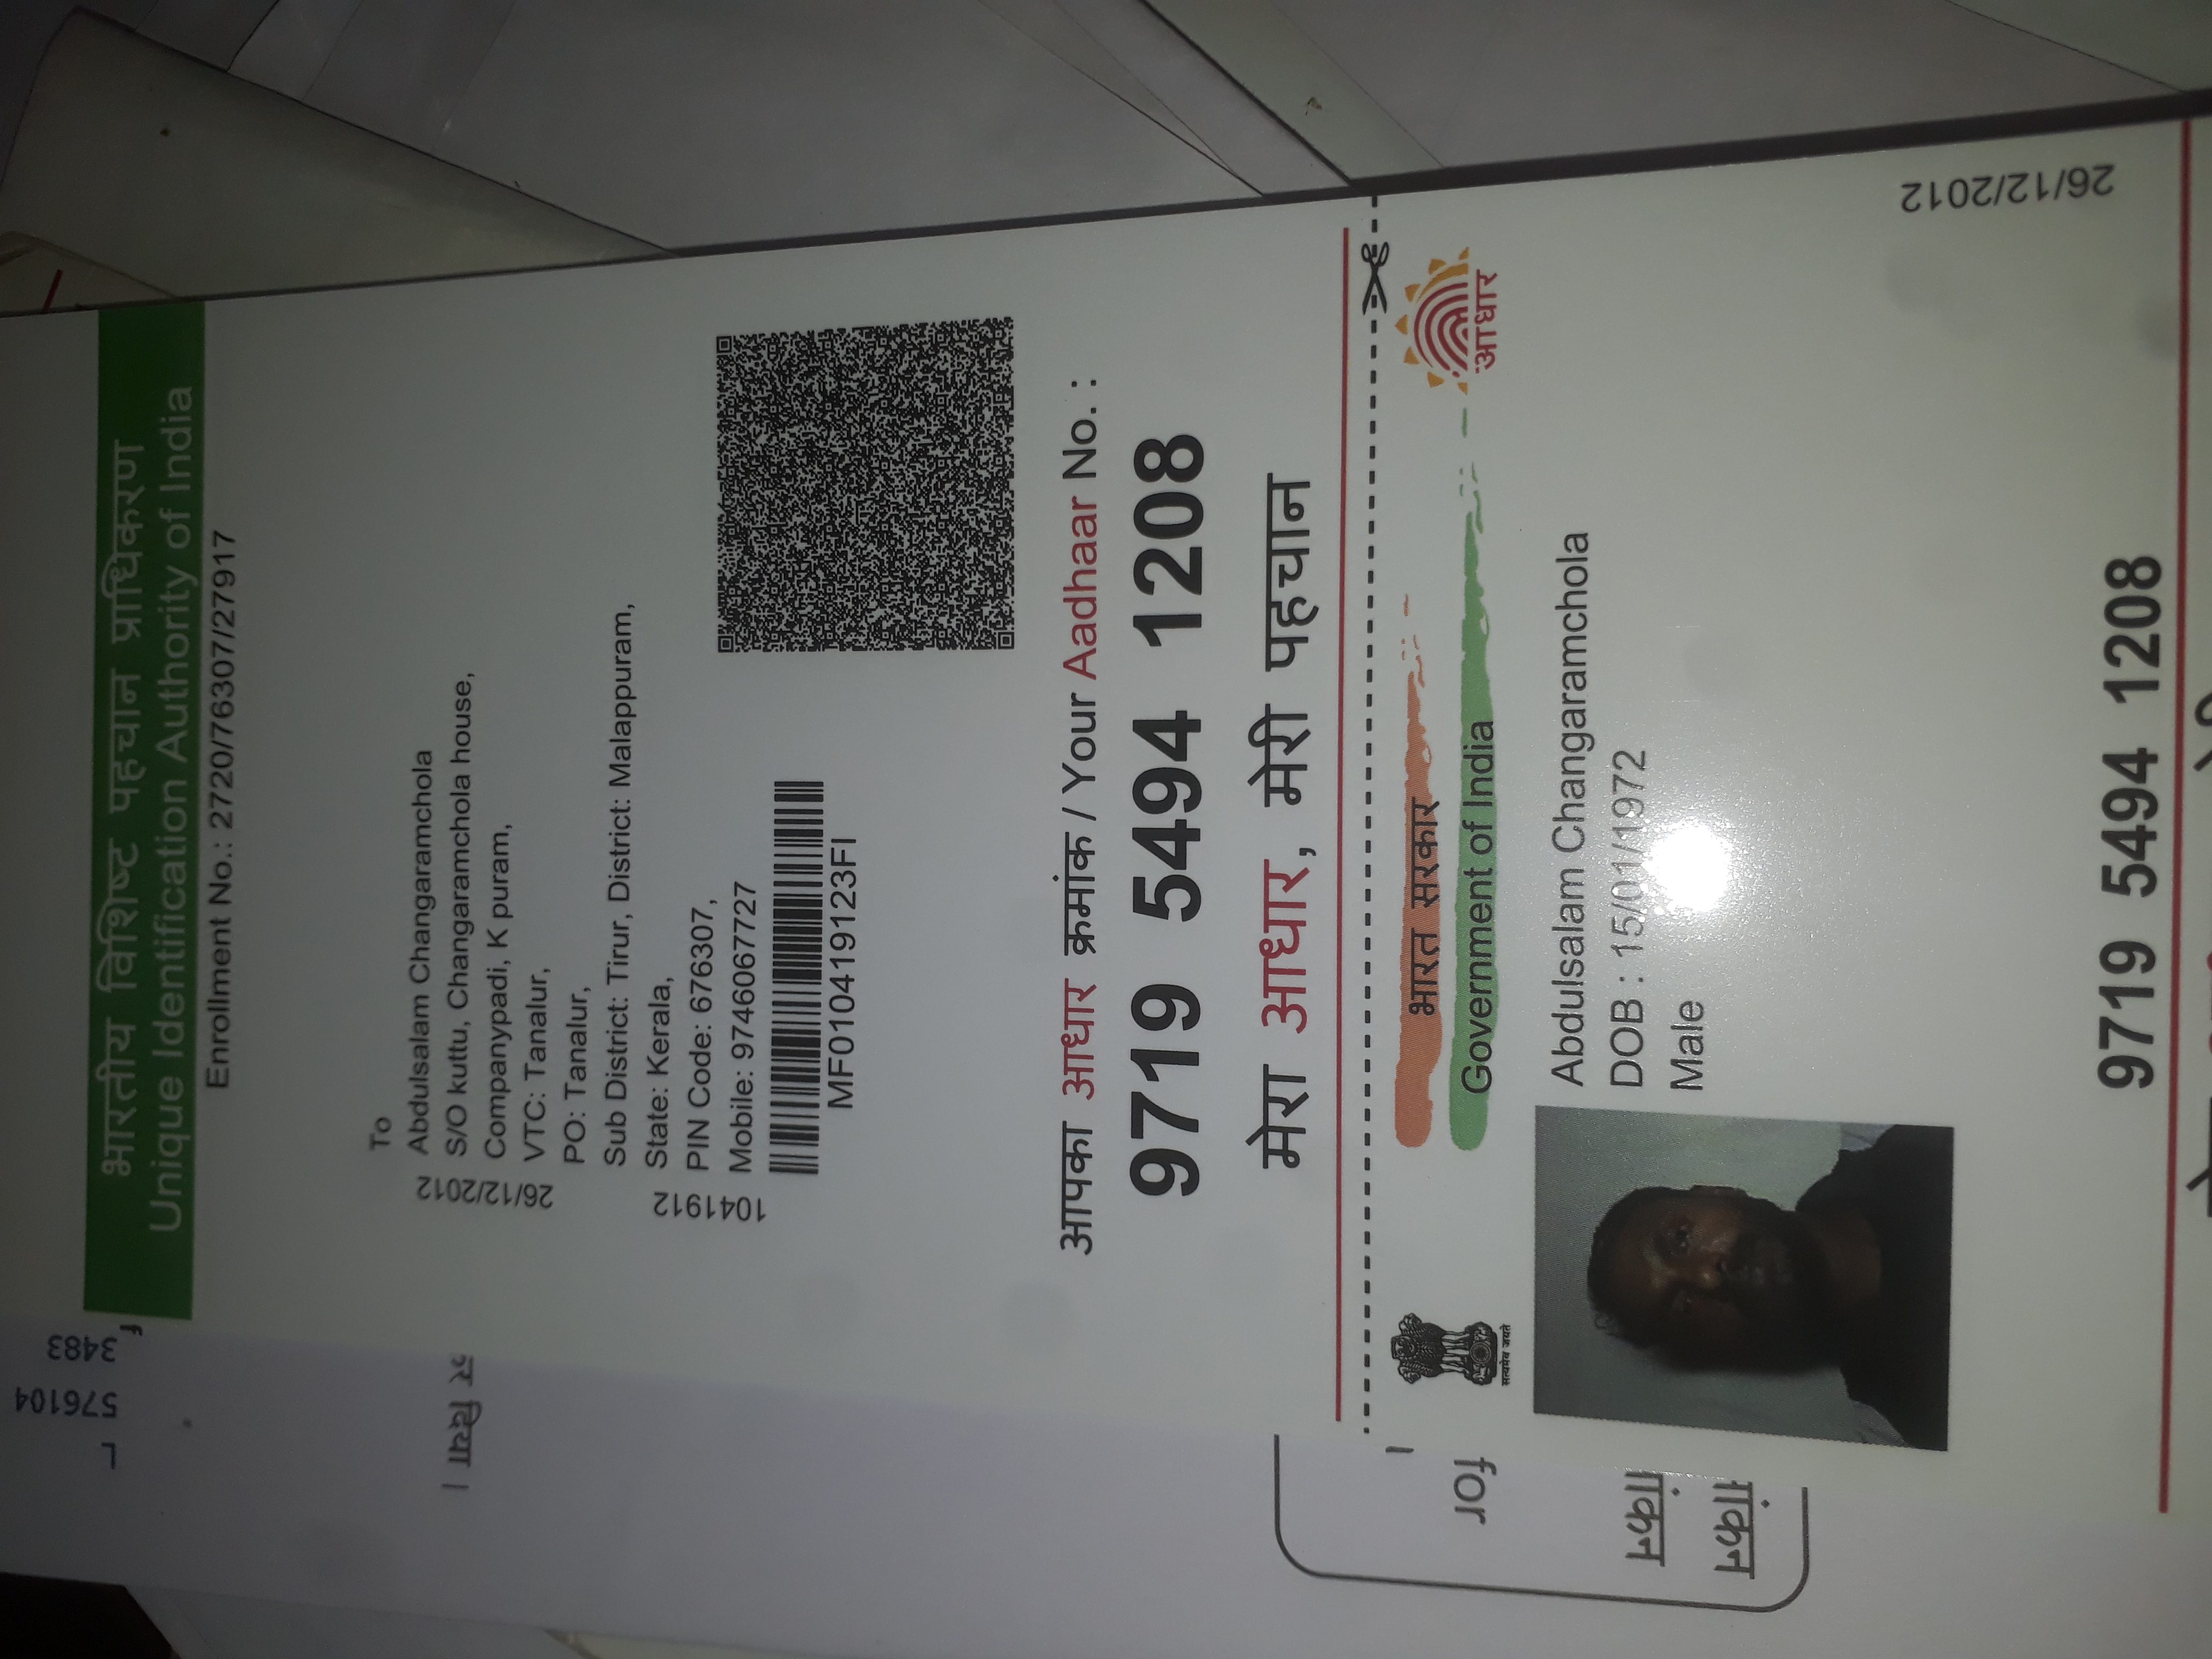 भारतीय विशिष्ट पहचान प्राधिकरण
Unique Identification Authority of India
Enrollment No.: 2720/76307/27917
To
Abdulsalam Changaramchola
S/O kuttu, Changaramchola house,
Companypadi, K puram,
VTC: Tanalur,
PO: Tanalur,
Sub District: Tirur, District: Malappuram,
State: Kerala,
PIN Code: 676307,
Mobile: 9746067727
26/12/2012
1041912
MF010419123FI
आपका आधार क्रमांक / Your Aadhaar No. :
9719 5494 1208
मेरा आधार, मेरी पहचान
भारत सरकार
Government of India
सत्यमेव जयते
आधार
Abdulsalam Changaramchola
DOB : 15/01/1972
Male
26/12/2012
9719 5494 1208
L
576104
3483
दिया।
for